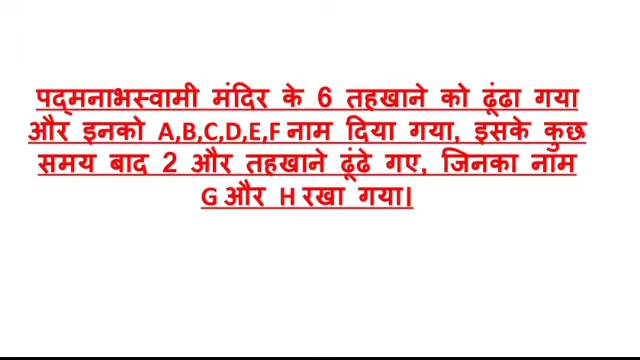 पद्मनाभस्वामी मंदिर के 6 तहखाने को ढूंढा गया
और इनको A,B,C,D,E,F नाम दिया गया, इसके कुछ
समय बाद 2 और तहखाने ढूंढे गए, जिनका नाम
G और H रखा गया।